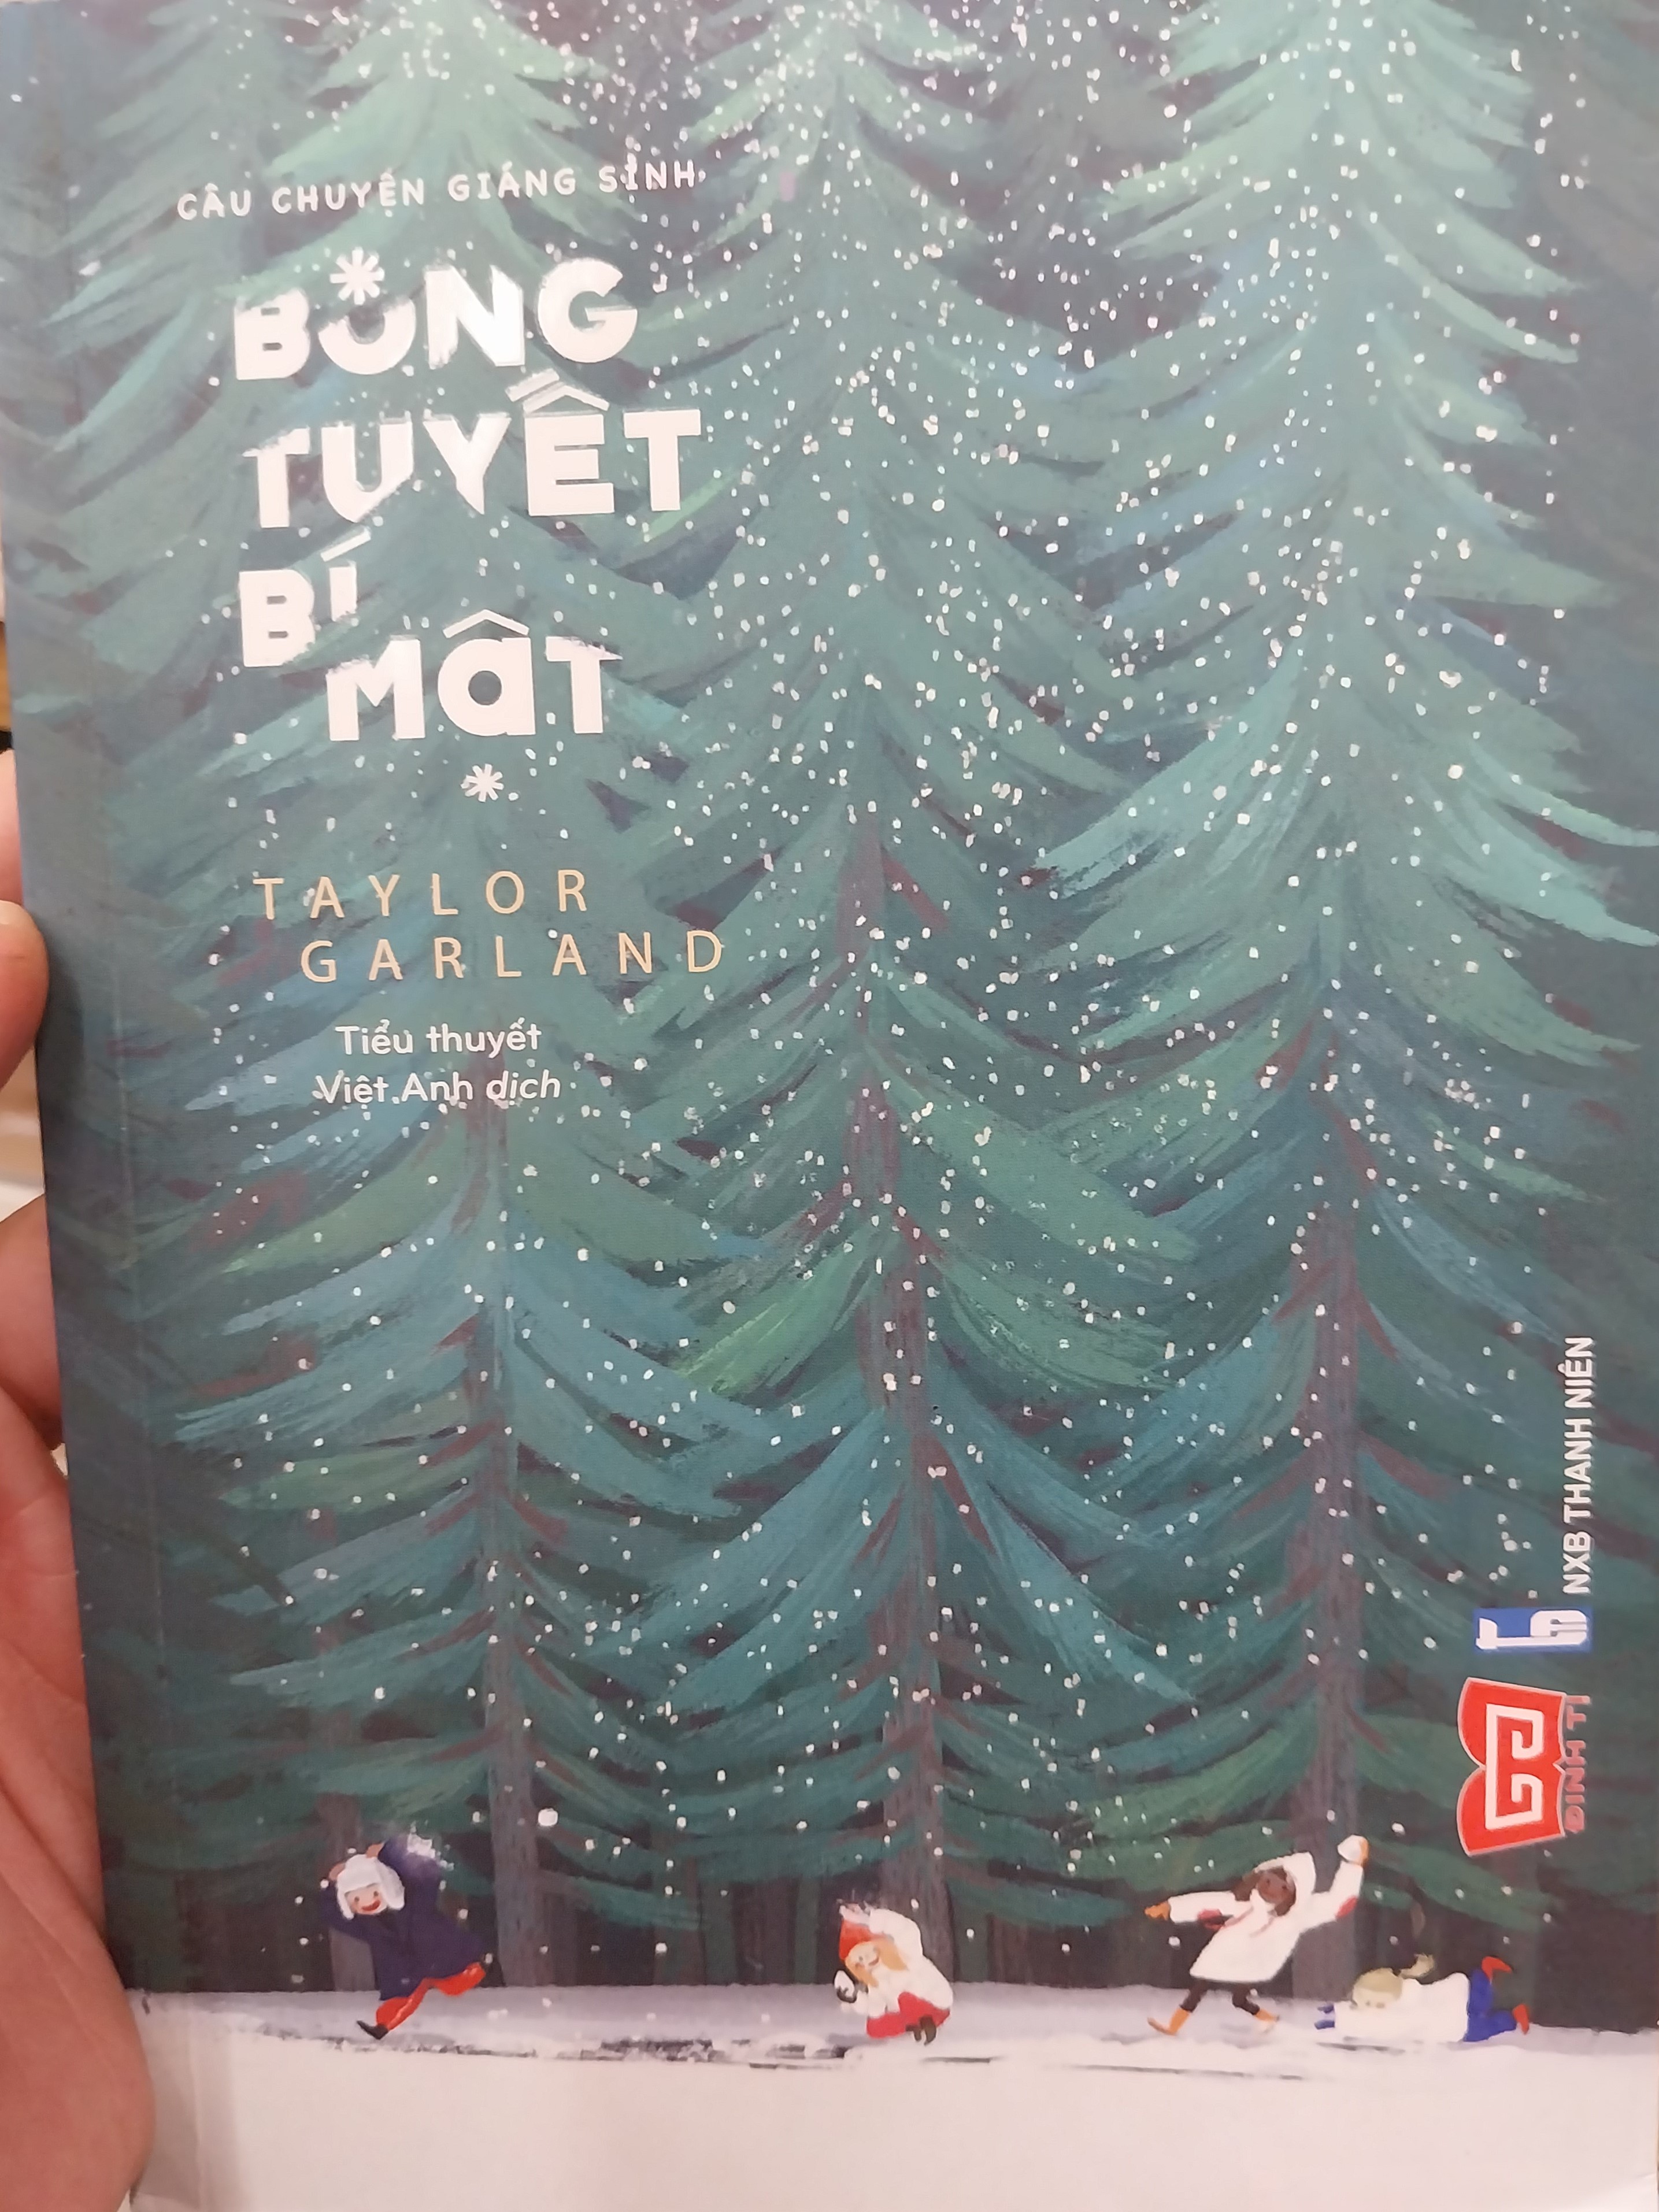 CÂU CHUYỆN GIÁNG SINH
BÔNG
TUYẾT
BÍ
MẬT
TAYLOR
GARLAND
Tiểu thuyết
Việt Anh dịch
NXB THANH NIÊN
ĐINH TỊ